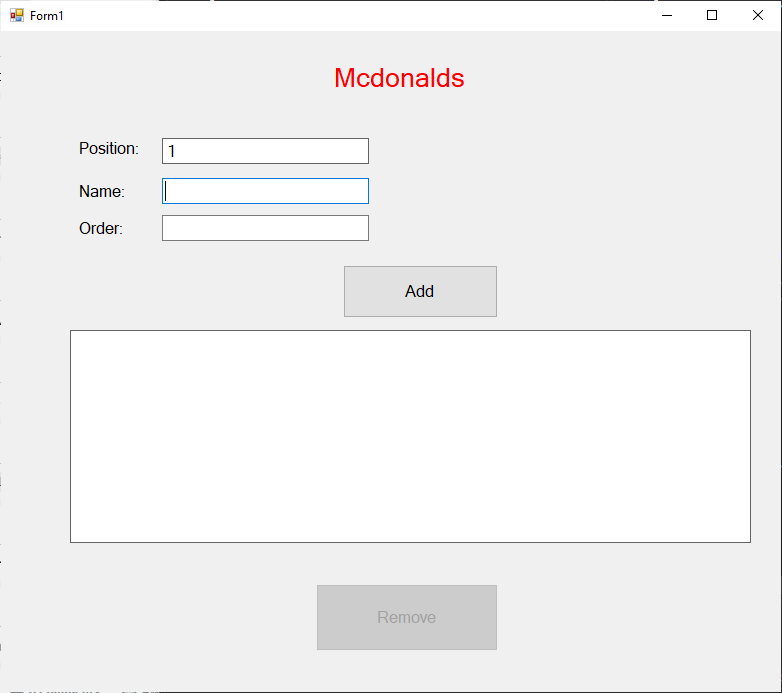 Form1
Mcdonalds
Position:
1
Name:
Order:
Add
Remove